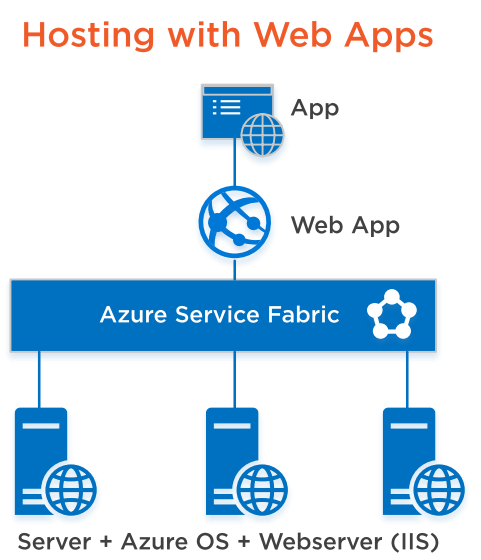 Hosting with Web Apps
App
Web App
Azure Service Fabric
Server + Azure OS + Webserver (IIS)